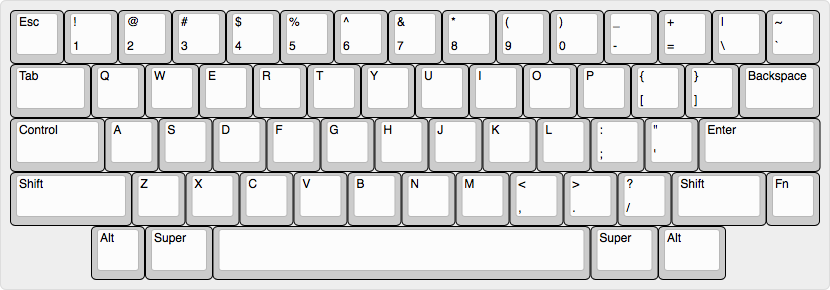 Esc ! @ # $ % ^ & * ( ) _ + | ~
1 2 3 4 5 6 7 8 9 0 - = \ `
Tab Q W E R T Y U I O P { } Backspace
[ ]
Control A S D F G H J K L : " Enter
; '
Shift Z X C V B N M < > ? Shift Fn
, . /
Alt Super Super Alt